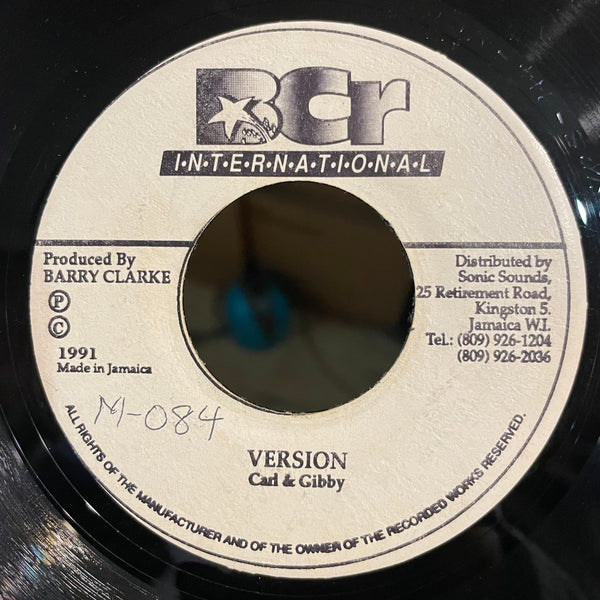 BCr
I·N·T·E·R·N·A·T·I·O·N·A·L
Produced By
BARRY CLARKE
℗
©
1991
Made in Jamaica
Distributed by
Sonic Sounds,
25 Retirement Road,
Kingston 5.
Jamaica W.I.
TEL.: (809) 926-1204
(809) 926-2036
M-084
VERSION
Carl & Gibby
ALL RIGHTS OF THE MANUFACTURER AND OF THE OWNER OF THE RECORDED WORKS RESERVED.